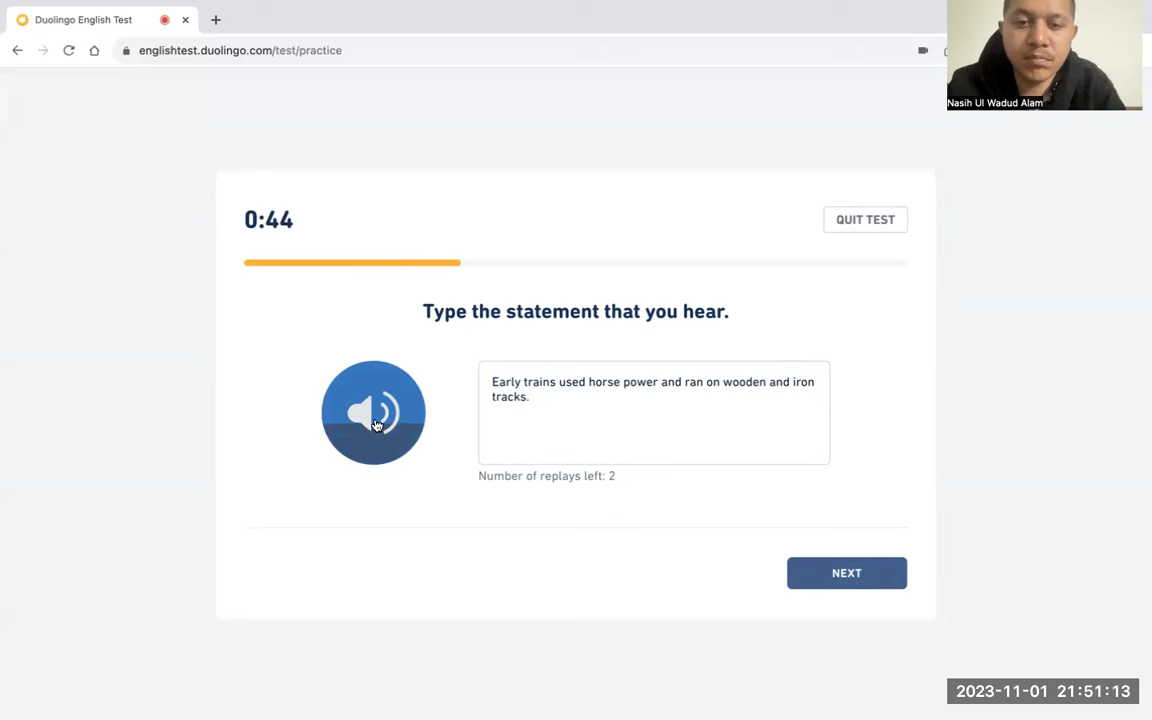 Duolingo English Test
englishtest.duolingo.com/test/practice
Nasih Ul Wadud Alam
0:44
QUIT TEST
Type the statement that you hear.
Early trains used horse power and ran on wooden and iron
tracks.
Number of replays left: 2
NEXT
2023-11-01 21:51:13